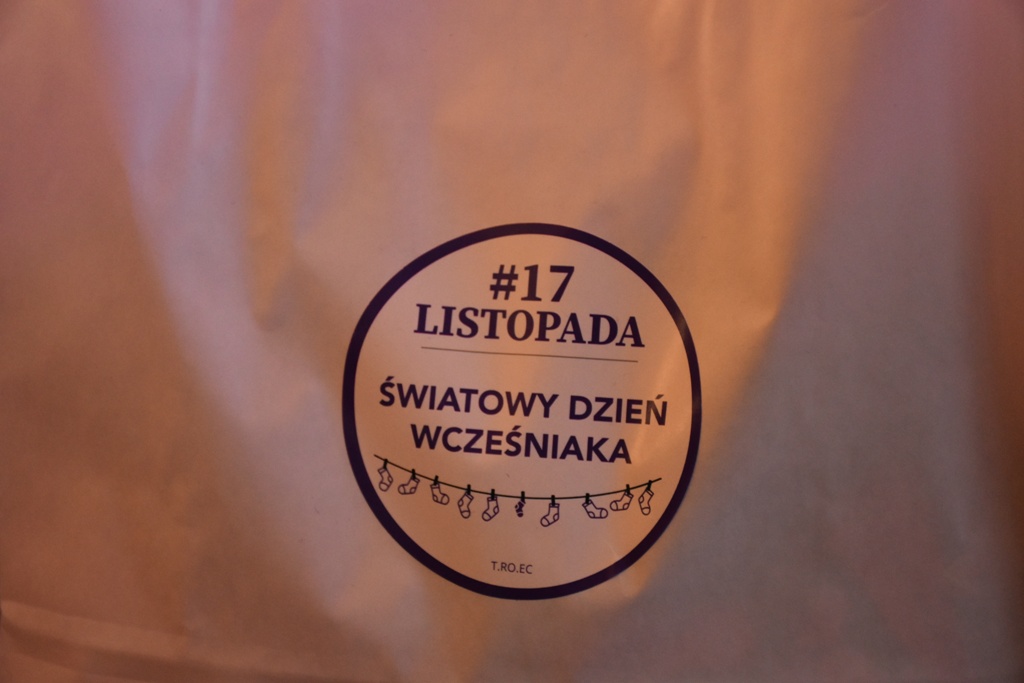 #17
LISTOPADA
ŚWIATOWY DZIEŃ
WCZEŚNIAKA
T.RO.EC